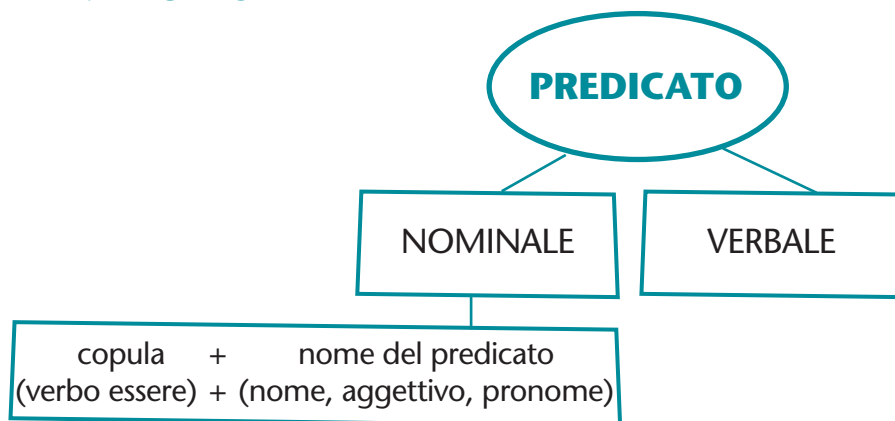 PREDICATO
NOMINALE VERBALE
copula + nome del predicato
(verbo essere) + (nome, aggettivo, pronome)